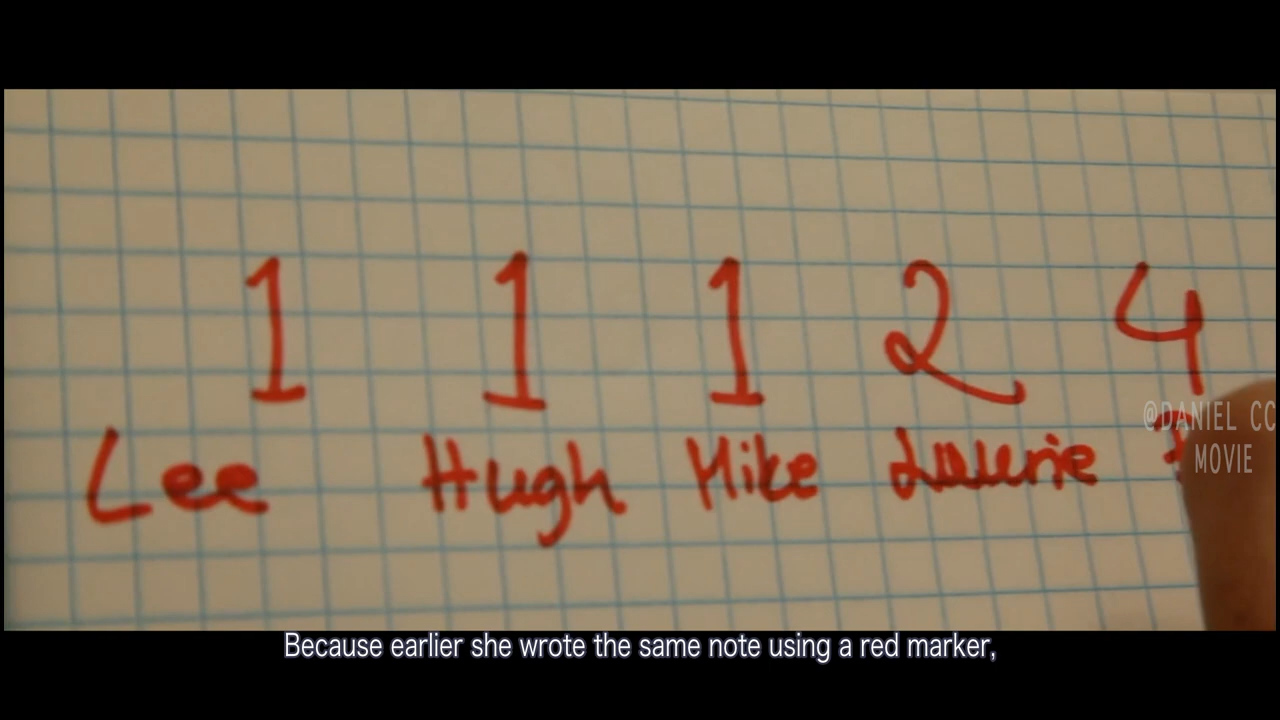 1 1 1 2 4
Lee Hugh Mike Laurie
@DANIEL CC
MOVIE
Because earlier she wrote the same note using a red marker,